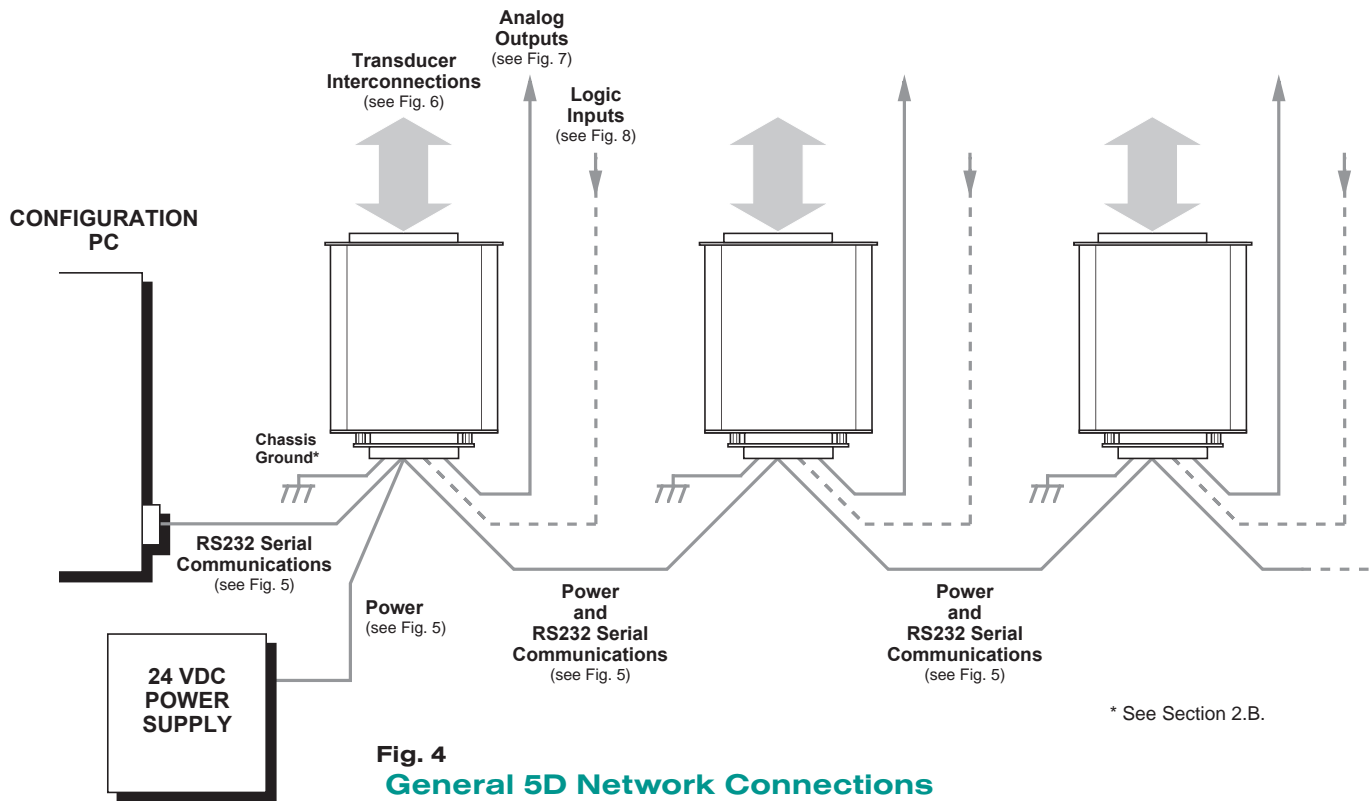 Analog
Outputs
(see Fig. 7)
Transducer
Interconnections
(see Fig. 6)
Logic
Inputs
(see Fig. 8)
CONFIGURATION
PC
Chassis
Ground*
RS232 Serial
Communications
(see Fig. 5)
Power
(see Fig. 5)
Power
and
RS232 Serial
Communications
(see Fig. 5)
Power
and
RS232 Serial
Communications
(see Fig. 5)
24 VDC
POWER
SUPPLY
* See Section 2.B.
Fig. 4
General 5D Network Connections